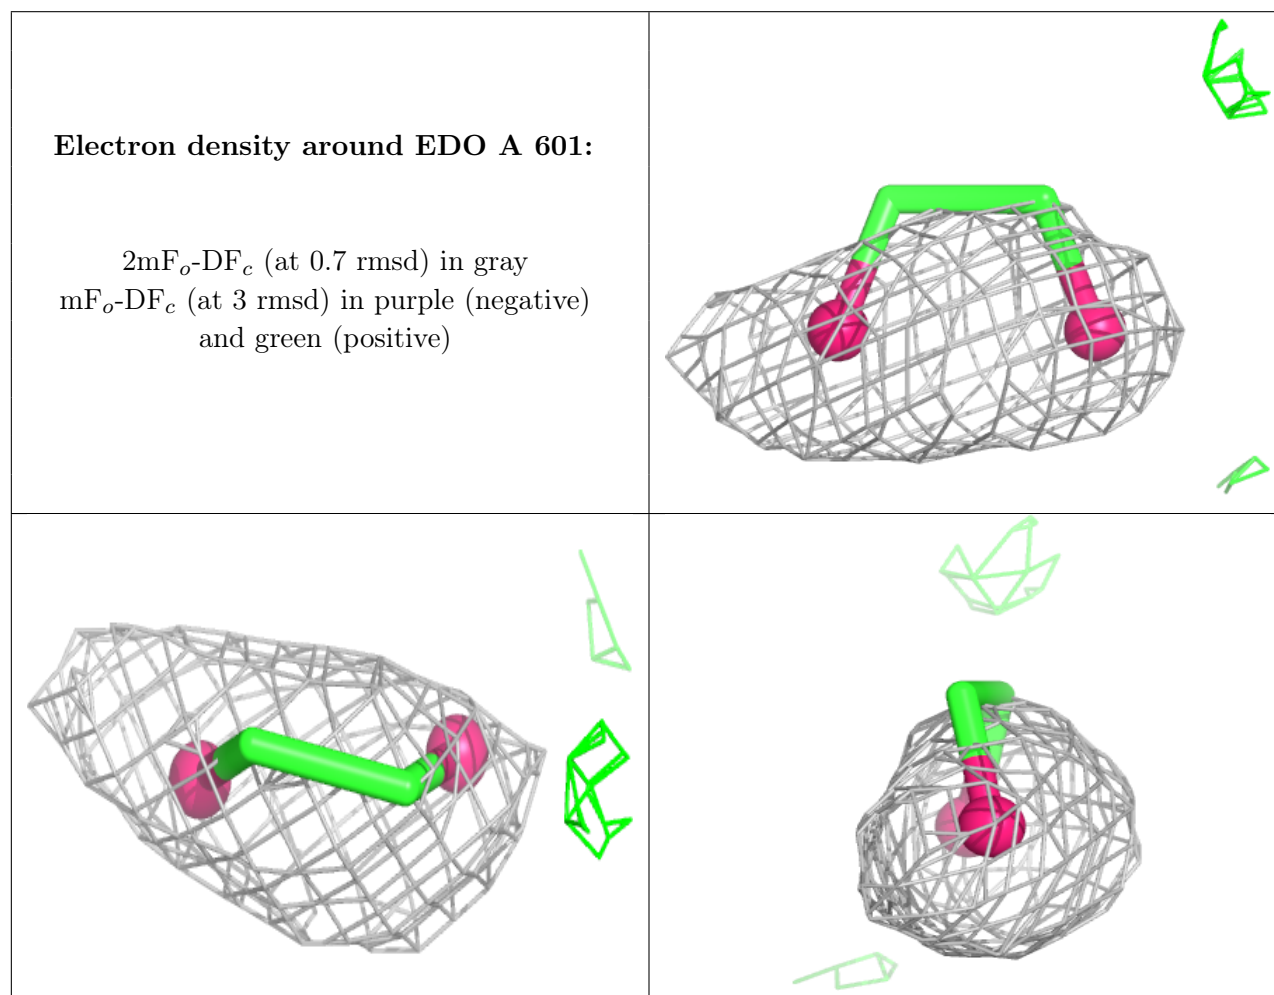 Electron density around EDO A 601:
2mFo-DFc (at 0.7 rmsd) in gray
mFo-DFc (at 3 rmsd) in purple (negative)
and green (positive)